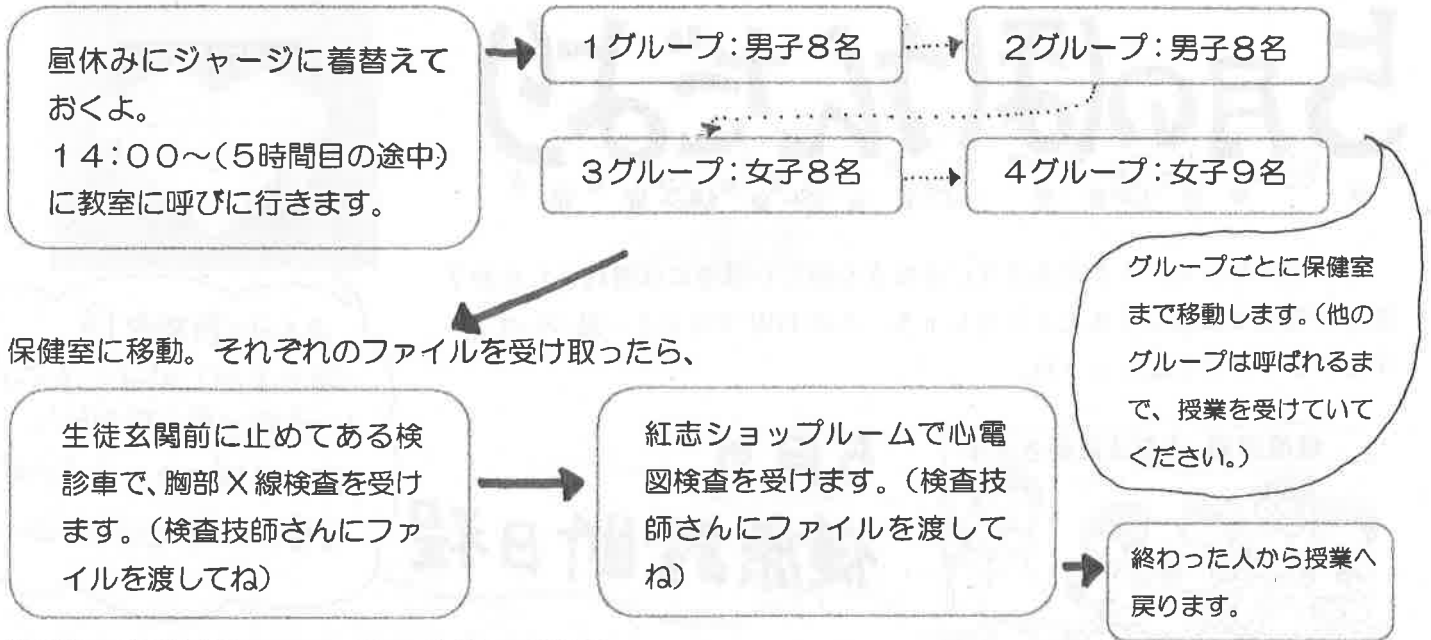 昼休みにジャージに着替えて
おくよ。
14:00~(5時間目の途中)
に教室に呼びに行きます。
1グループ:男子8名
2グループ:男子8名
3グループ:女子8名
4グループ:女子9名
グループごとに保健室
まで移動します。(他の
グループは呼ばれるま
で、授業を受けていて
ください。)
保健室に移動。それぞれのファイルを受け取ったら、
生徒玄関前に止めてある検
診車で、胸部X線検査を受け
ます。(検査技師さんにファ
イルを渡してね)
紅志ショップルームで心電
図検査を受けます。(検査技
師さんにファイルを渡して
ね)
終わった人から授業へ
戻ります。